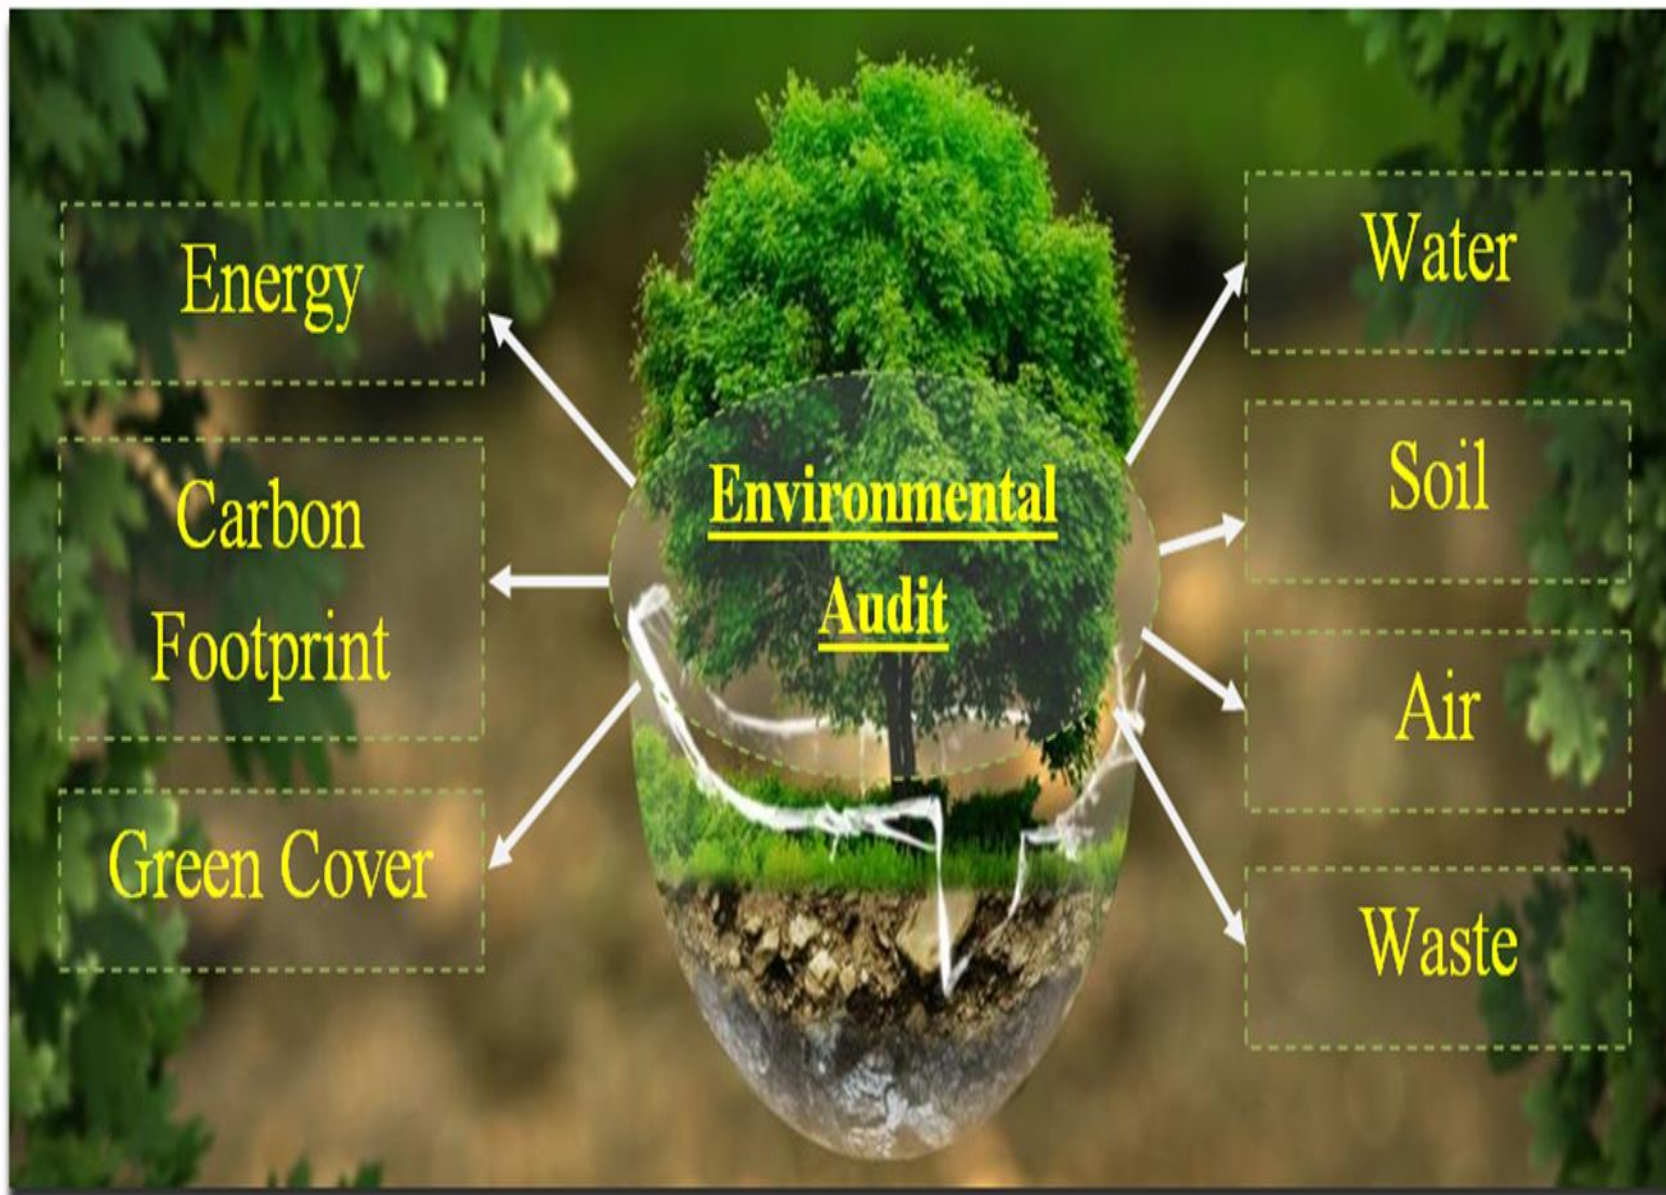 Energy
Carbon
Footprint
Green Cover
Environmental
Audit
Water
Soil
Air
Waste